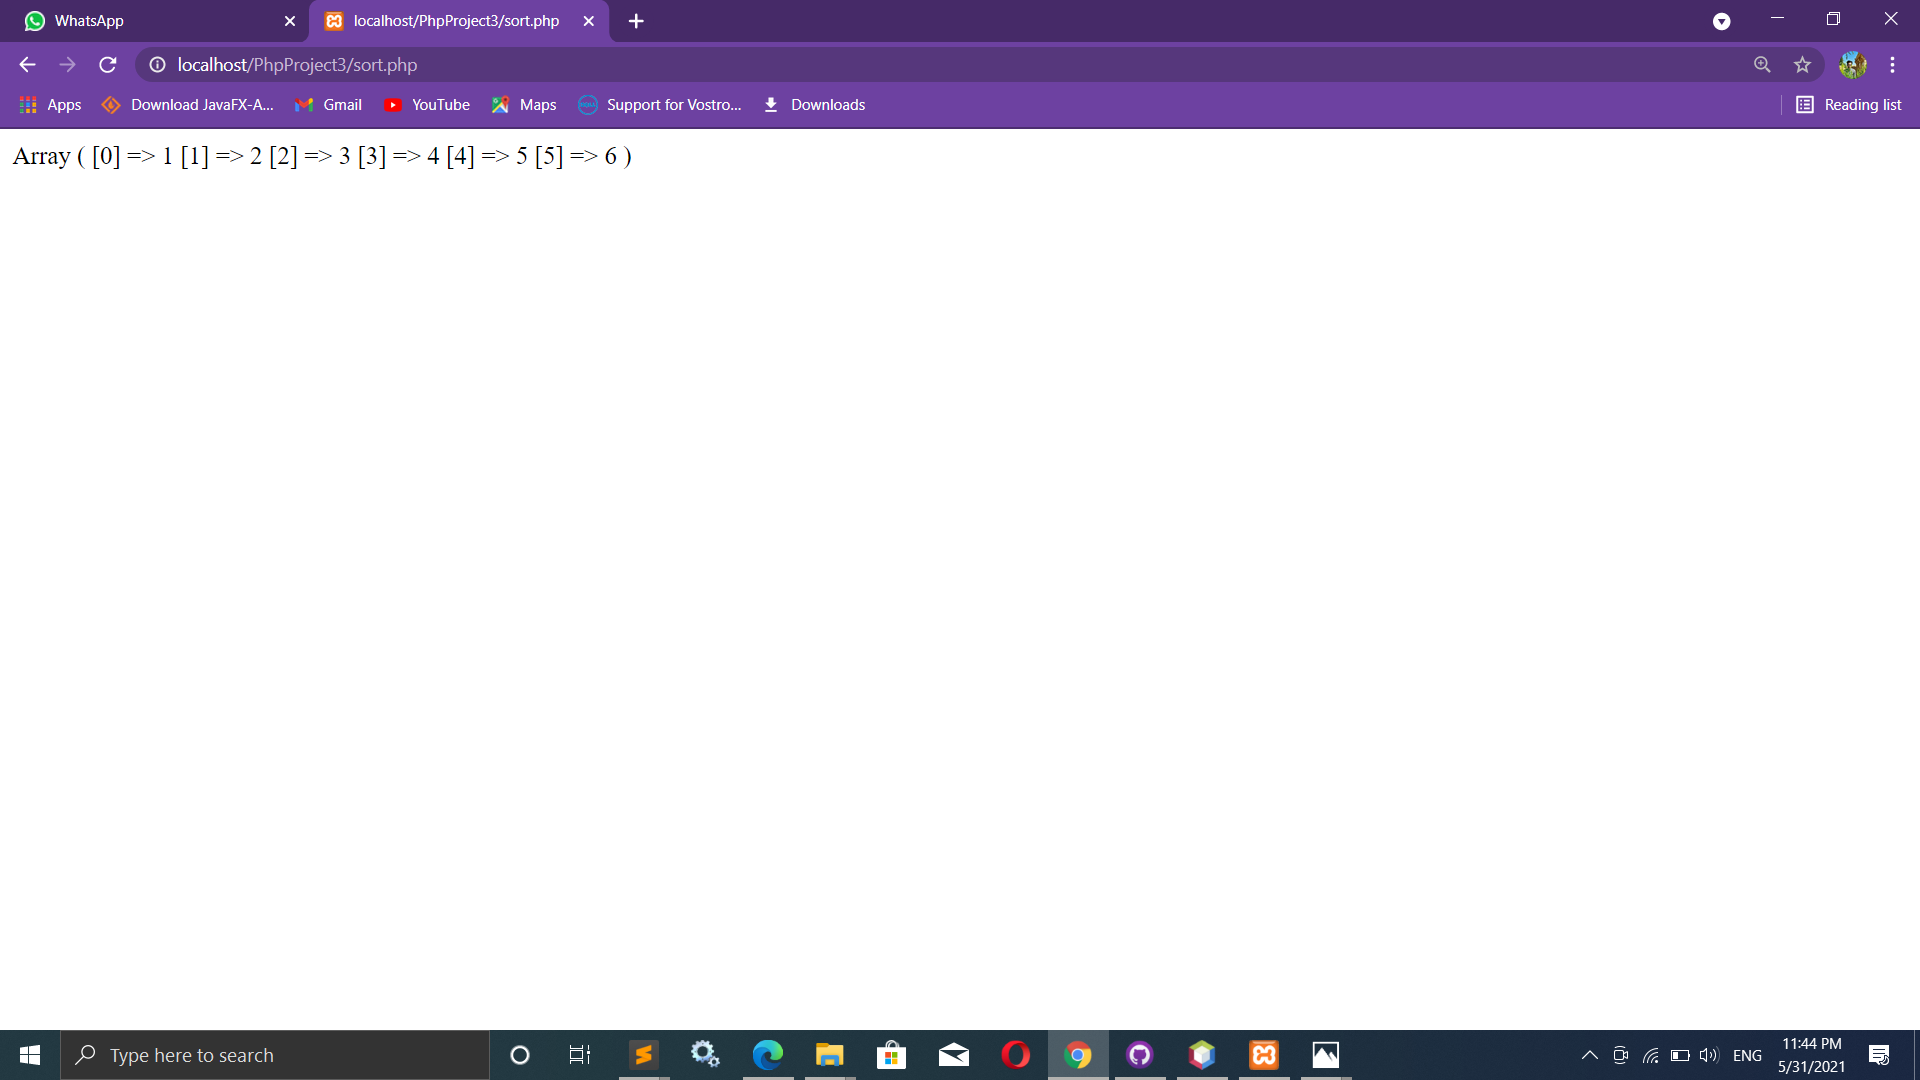 WhatsApp
localhost/PhpProject3/sort.php
localhost/PhpProject3/sort.php
Apps Download JavaFX-A... Gmail YouTube Maps Support for Vostro... Downloads Reading list
Array ( [0] => 1 [1] => 2 [2] => 3 [3] => 4 [4] => 5 [5] => 6 )
Type here to search
ENG
11:44 PM
5/31/2021